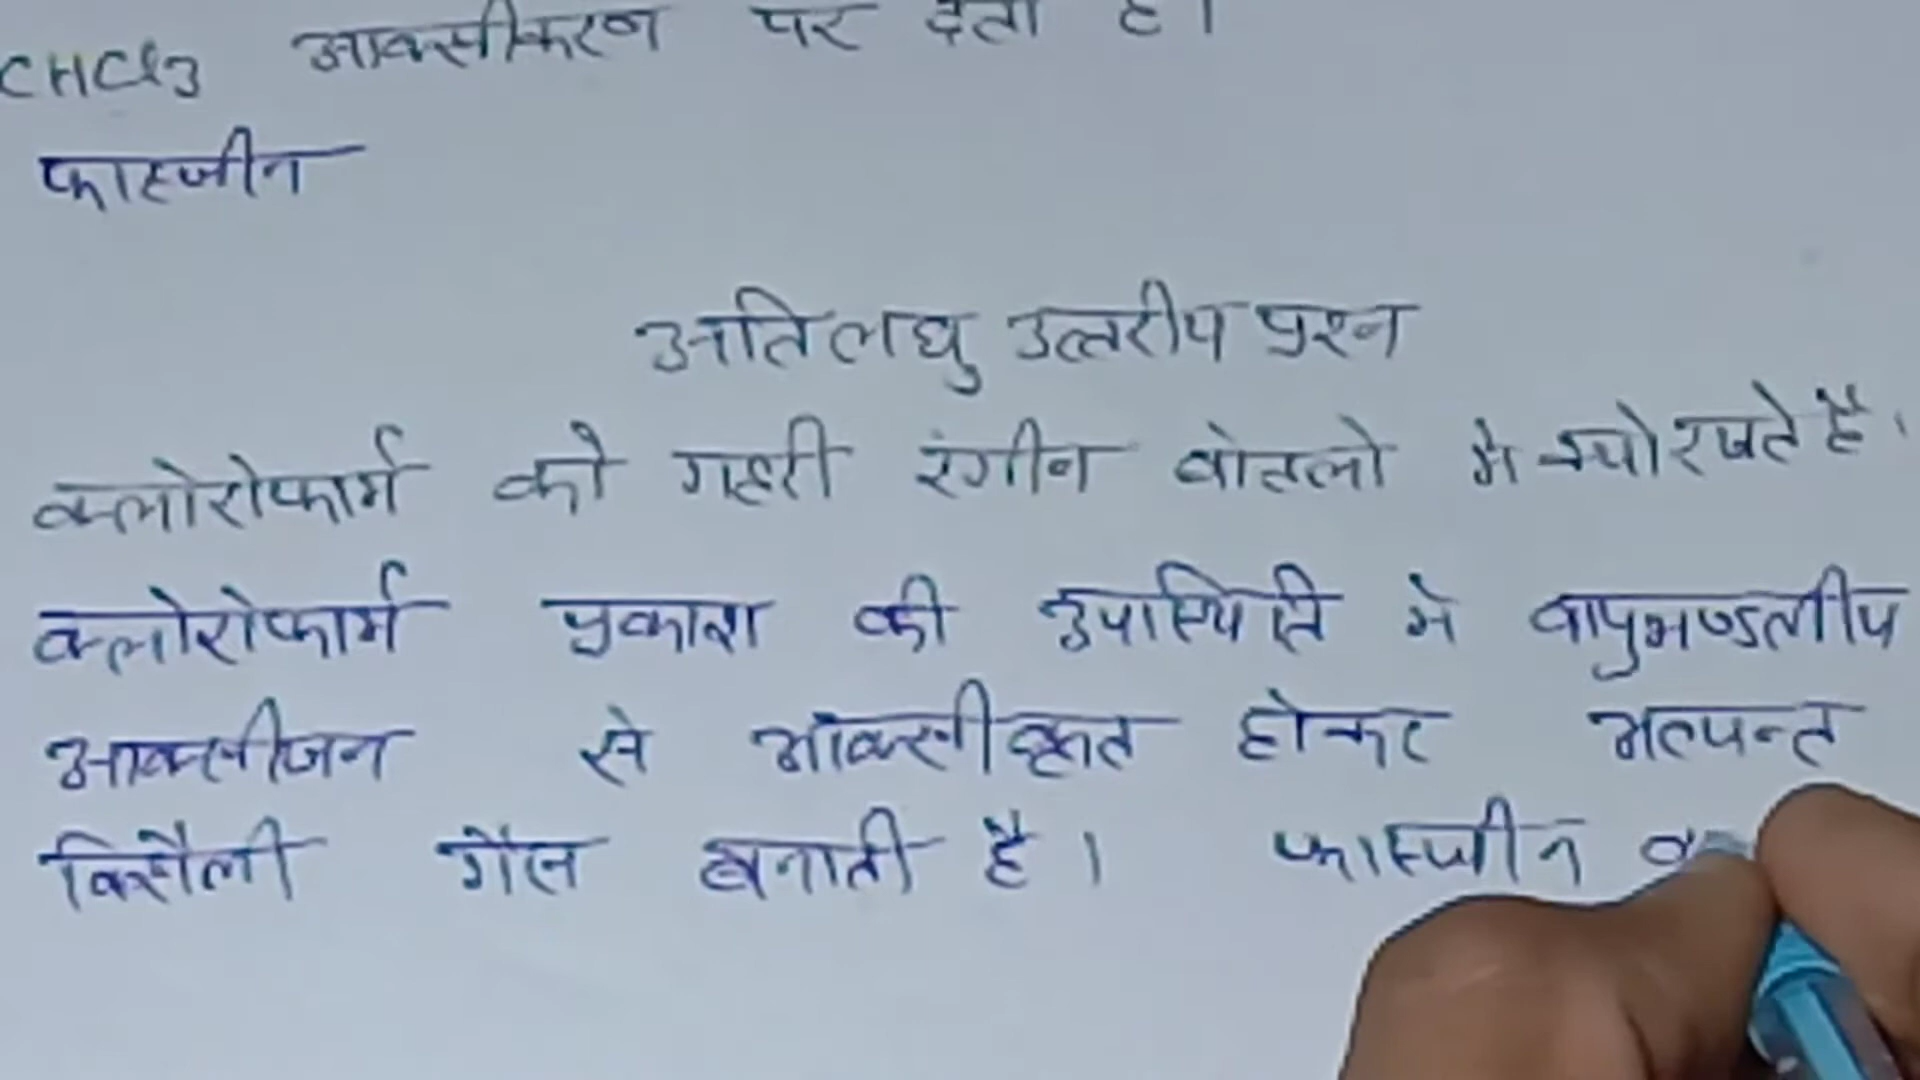 CHCl3 आक्सीकरण पर देता है।
फास्जीन
अतिलघु उत्तरीय प्रश्न
क्लोरोफार्म को गहरी रंगीन बोतलो मे क्यो रखते है।
क्लोरोफार्म प्रकाश की उपस्थिति मे वायुमण्डलीय
आक्सीजन से ऑक्सीकृत होकर अत्यन्त
विसैली गैस बनाती है। फास्जीन